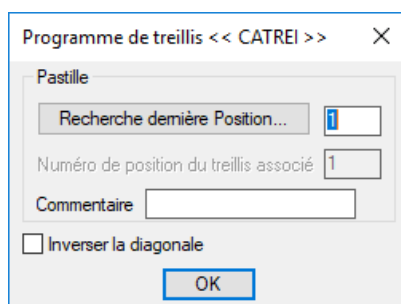 Programme de treillis << CATREI >>
Pastille
Recherche dernière Position... 1
Numéro de position du treillis associé 1
Commentaire
Inverser la diagonale
OK